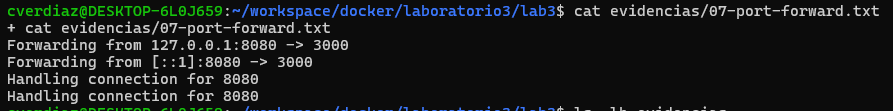 cverdiaz@DESKTOP-6L0J659:~/workspace/docker/laboratorio3/lab3$ cat evidencias/07-port-forward.txt
+ cat evidencias/07-port-forward.txt
Forwarding from 127.0.0.1:8080 -> 3000
Forwarding from [::1]:8080 -> 3000
Handling connection for 8080
Handling connection for 8080